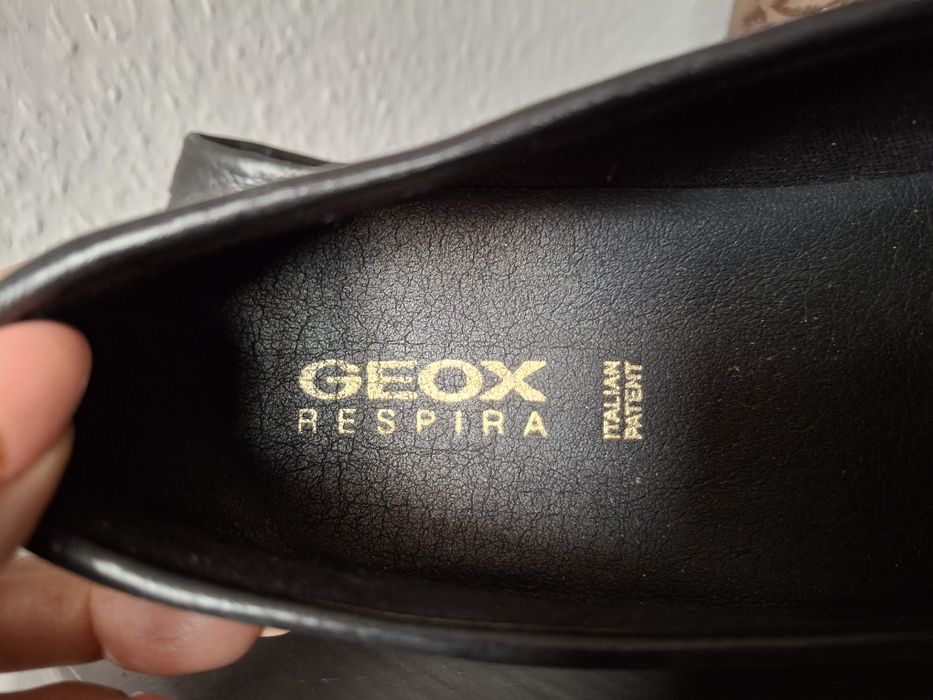 GEOX
RESPIRA
ITALIAN
PATENT